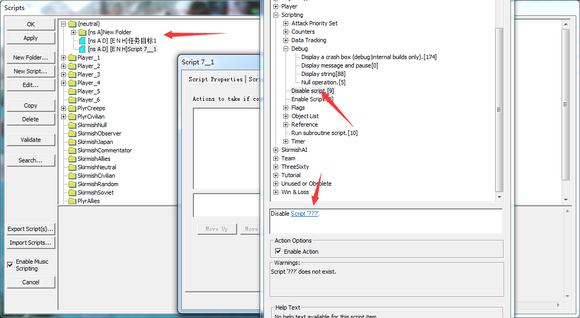 Scripts
OK
Apply
New Folder...
New Script...
Edit...
Copy
Delete
Validate
Search...
Export Script(s)...
Import Scripts...
Enable Music
Scripting
Cancel
(neutral)
[ns A]New Folder
[ns A D] [E N H]任务目标1
[ns A D] [E N H]Script 7__1
Player_1
Player_2
Player_3
Player_4
Player_5
Player_6
PlyrCreeps
PlyrCivilian
SkirmishNull
SkirmishObserver
SkirmishJapan
SkirmishCommentator
SkirmishAllies
SkirmishNeutral
SkirmishCivilian
SkirmishRandom
SkirmishSoviet
PlyrAllies
Script 7__1
Script Properties
Scri
Actions to take if co
Move Up
Move
Player
Scripting
Attack Priority Set
Counters
Data Tracking
Debug
Display a crash box (debug|internal builds only).[174]
Display message and pause[0]
Display string[88]
Null operation.[5]
Disable script.[9]
Enable Script
Flags
Object List
Reference
Run subroutine script.[10]
Timer
SkirmishAI
Team
ThreeSixty
Tutorial
Unused or Obsolete
Win & Loss
Disable Script '???'.
Action Options
Enable Action
Warnings:
Script '???' does not exist.
Help Text
No help text available for this script item